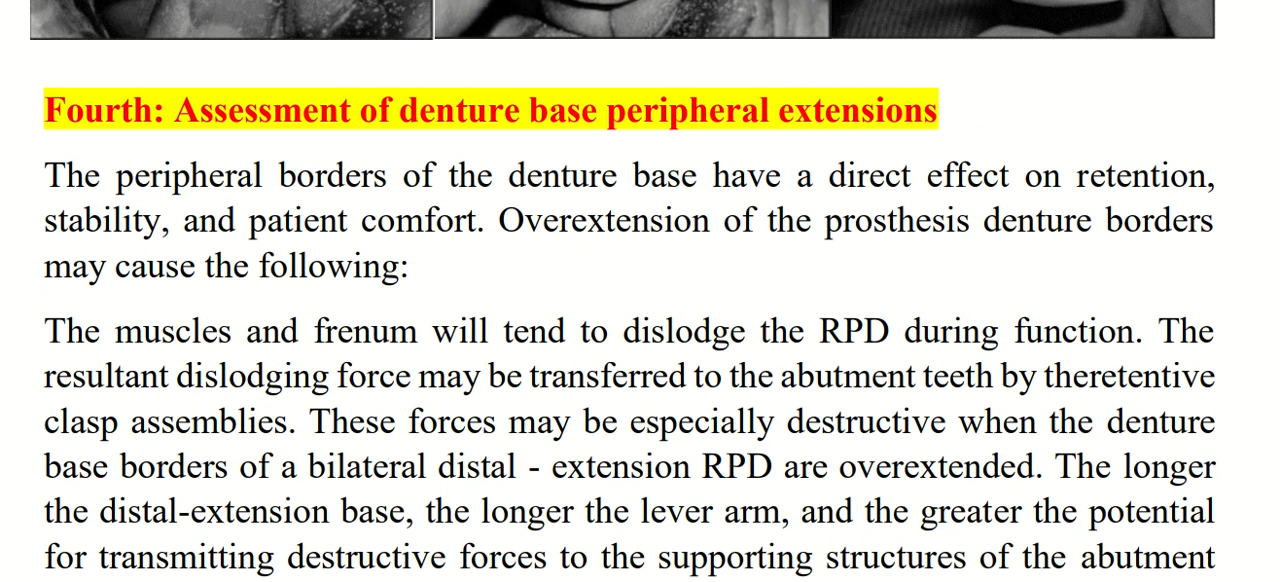 Fourth: Assessment of denture base peripheral extensions
The peripheral borders of the denture base have a direct effect on retention,
stability, and patient comfort. Overextension of the prosthesis denture borders
may cause the following:
The muscles and frenum will tend to dislodge the RPD during function. The
resultant dislodging force may be transferred to the abutment teeth by theretentive
clasp assemblies. These forces may be especially destructive when the denture
base borders of a bilateral distal - extension RPD are overextended. The longer
the distal-extension base, the longer the lever arm, and the greater the potential
for transmitting destructive forces to the supporting structures of the abutment